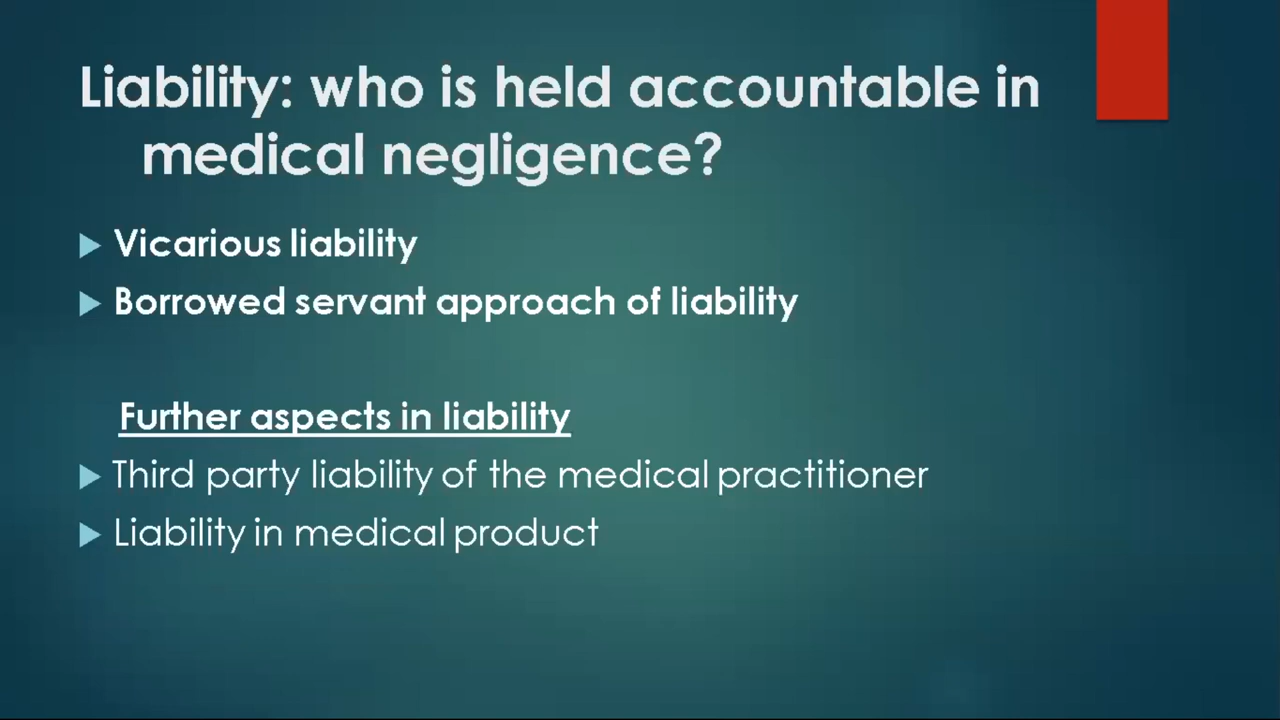 Liability: who is held accountable in
medical negligence?
Vicarious liability
Borrowed servant approach of liability
Further aspects in liability
Third party liability of the medical practitioner
Liability in medical product